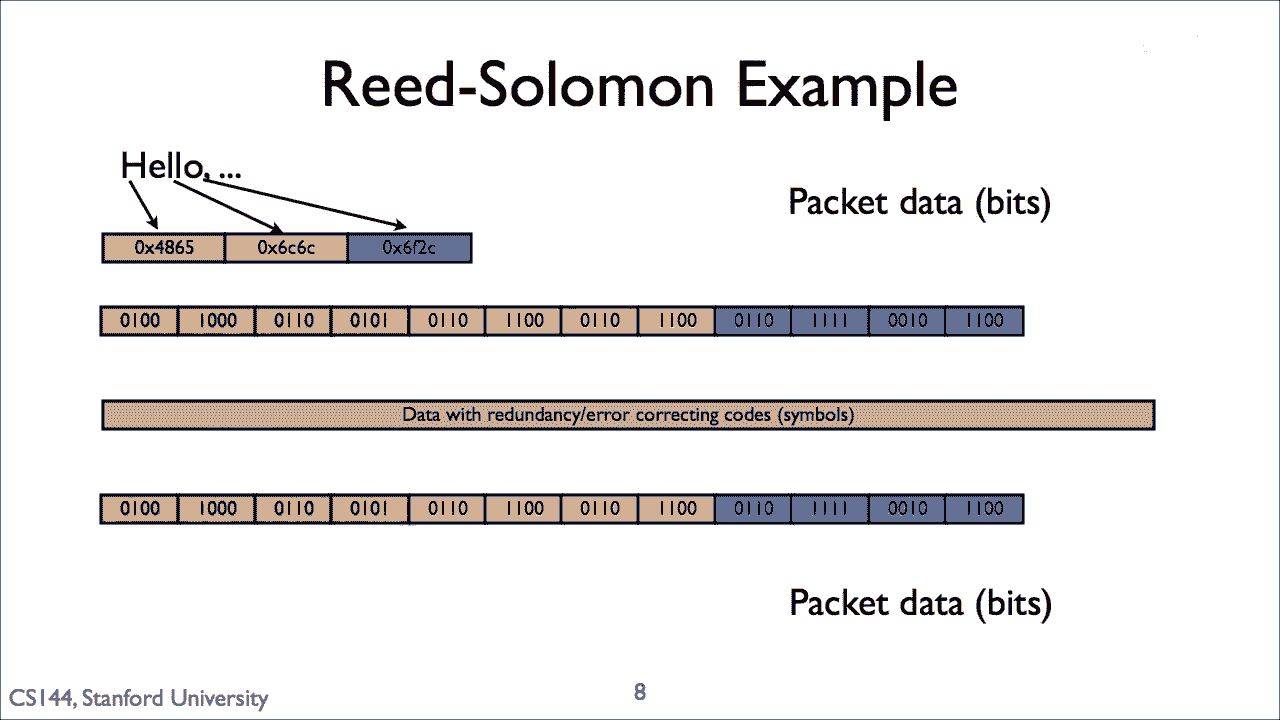 Reed-Solomon Example
Hello, ...
Packet data (bits)
0x4865 0x6c6c 0x6f2c
0100 1000 0110 0101 0110 1100 0110 1100 0110 1111 0010 1100
Data with redundancy/error correcting codes (symbols)
0100 1000 0110 0101 0110 1100 0110 1100 0110 1111 0010 1100
Packet data (bits)
CS144, Stanford University
8